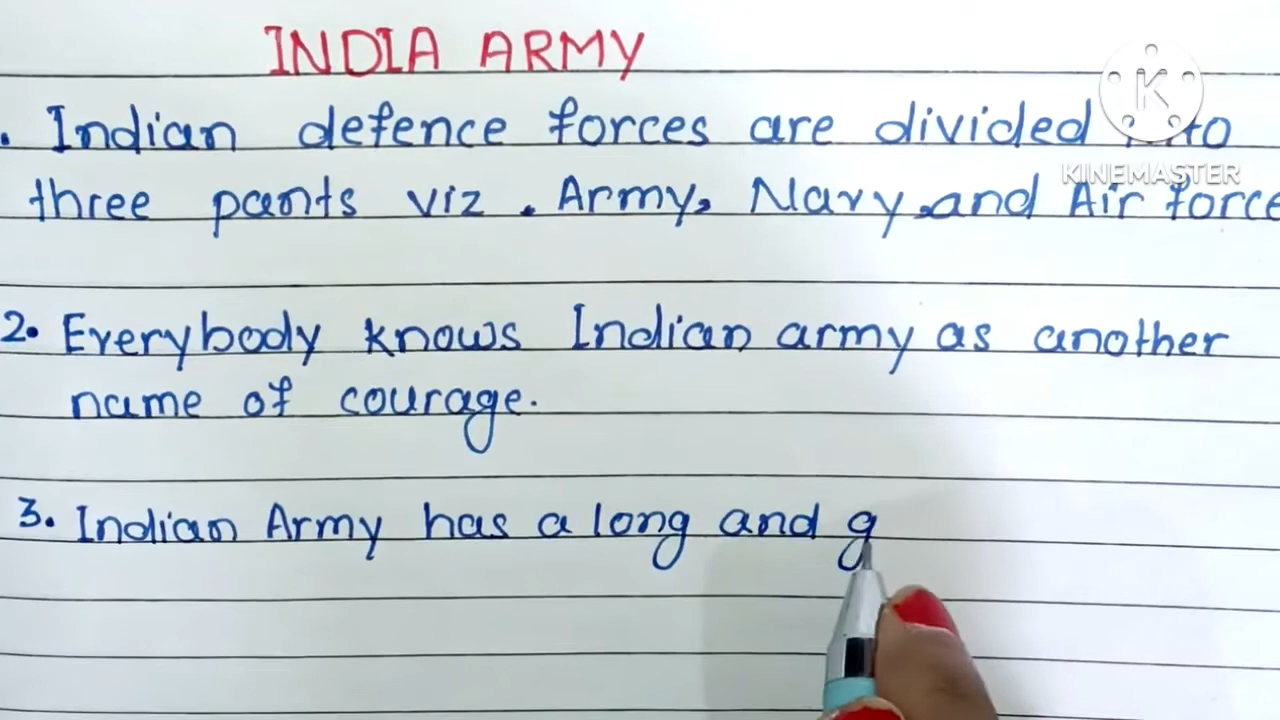 INDIA ARMY
. Indian defence forces are divided into
three parts viz. Army, Navy, and Air force
2. Everybody knows Indian army as another
name of courage.
3. Indian Army has a long and g
K
KINEMASTER